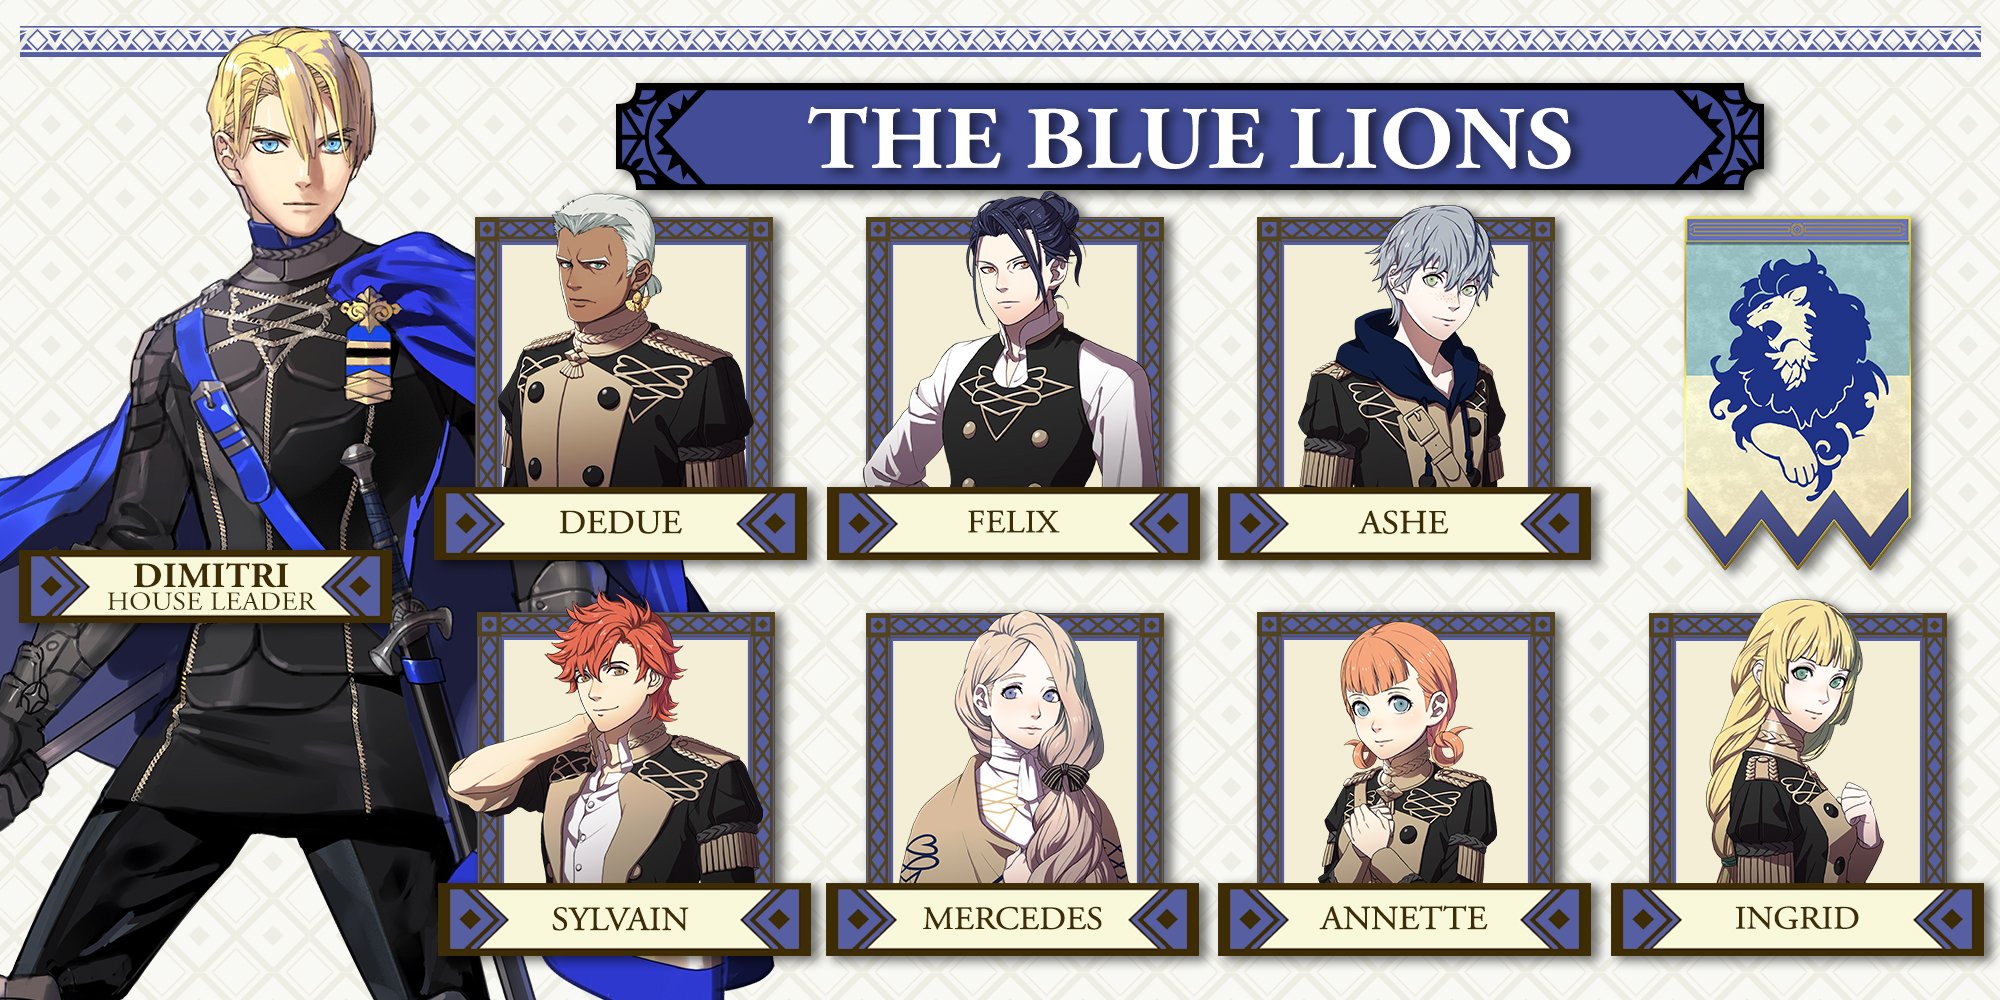 THE BLUE LIONS
DEDUE
FELIX
ASHE
DIMITRI
HOUSE LEADER
SYLVAIN
MERCEDES
ANNETTE
INGRID